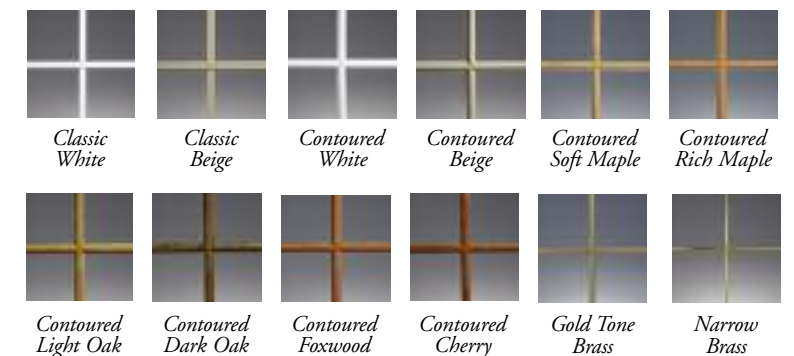 Classic
White
Classic
Beige
Contoured
White
Contoured
Beige
Contoured
Soft Maple
Contoured
Rich Maple
Contoured
Light Oak
Contoured
Dark Oak
Contoured
Foxwood
Contoured
Cherry
Gold Tone
Brass
Narrow
Brass